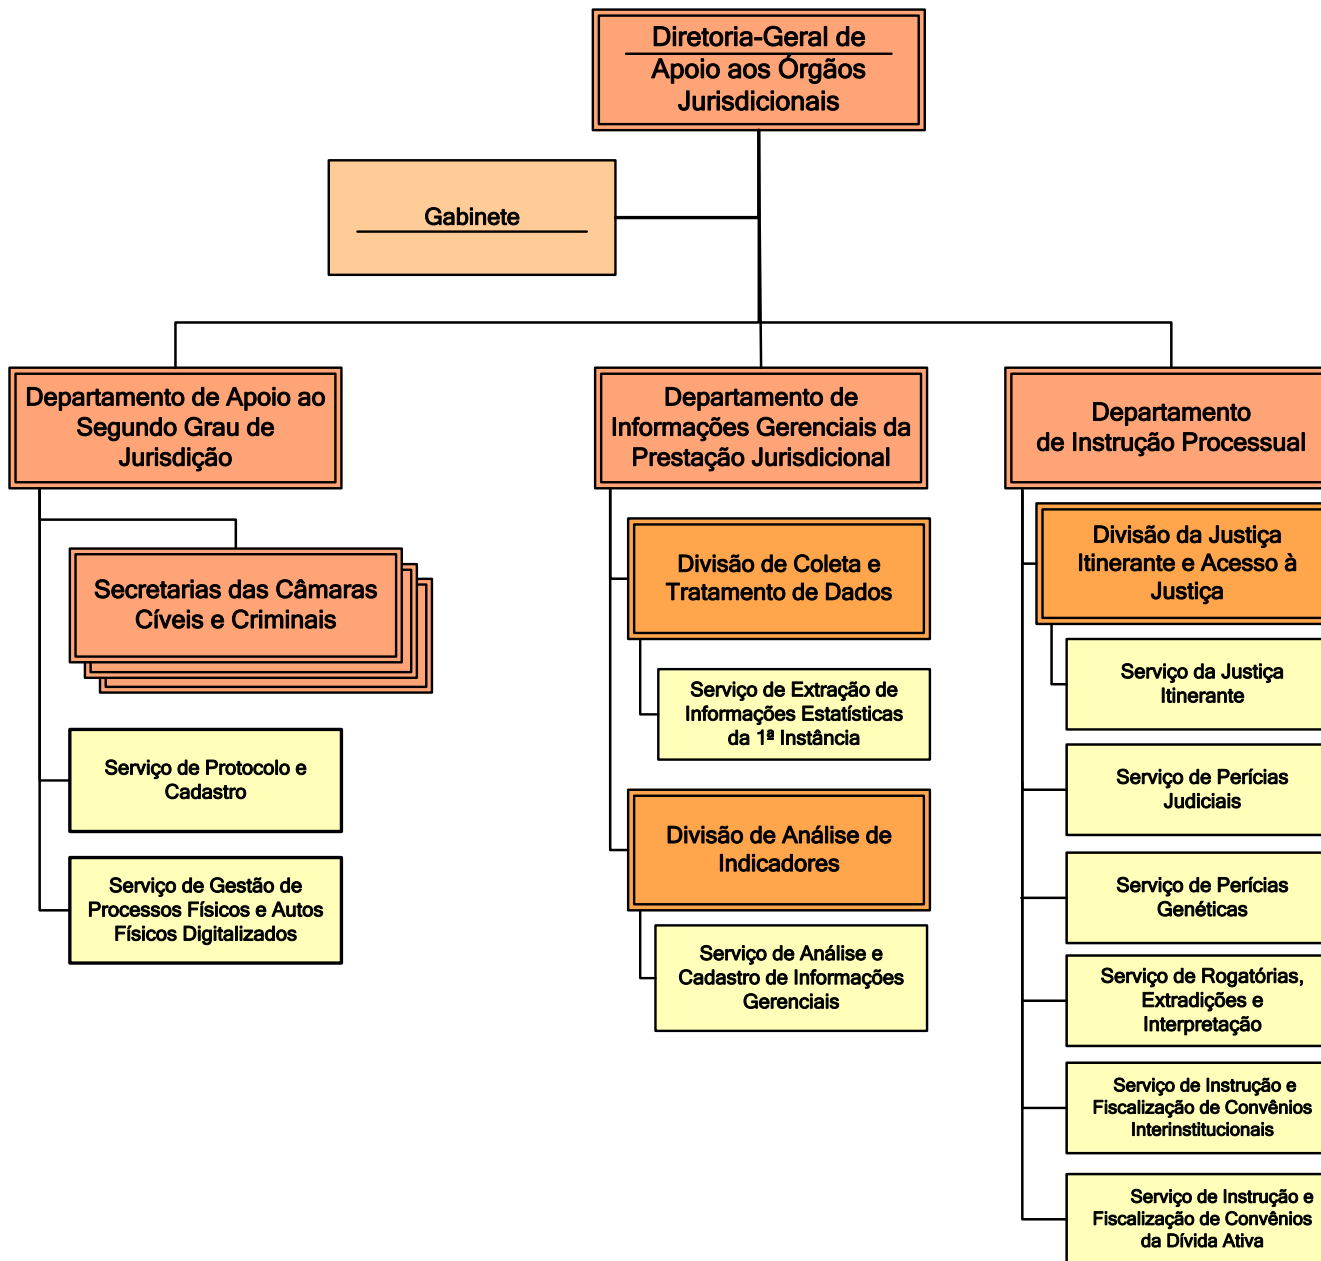 Diretoria-Geral de
Apoio aos Órgãos
Jurisdicionais
Gabinete
Departamento de Apoio ao
Segundo Grau de
Jurisdição
Secretarias das Câmaras
Cíveis e Criminais
Serviço de Protocolo e
Cadastro
Serviço de Gestão de
Processos Físicos e Autos
Físicos Digitalizados
Departamento de
Informações Gerenciais da
Prestação Jurisdicional
Divisão de Coleta e
Tratamento de Dados
Serviço de Extração de
Informações Estatísticas
da 1ª Instância
Divisão de Análise de
Indicadores
Serviço de Análise e
Cadastro de Informações
Gerenciais
Departamento
de Instrução Processual
Divisão da Justiça
Itinerante e Acesso à
Justiça
Serviço da Justiça
Itinerante
Serviço de Perícias
Judiciais
Serviço de Perícias
Genéticas
Serviço de Rogatórias,
Extradições e
Interpretação
Serviço de Instrução e
Fiscalização de Convênios
Interinstitucionais
Serviço de Instrução e
Fiscalização de Convênios
da Dívida Ativa